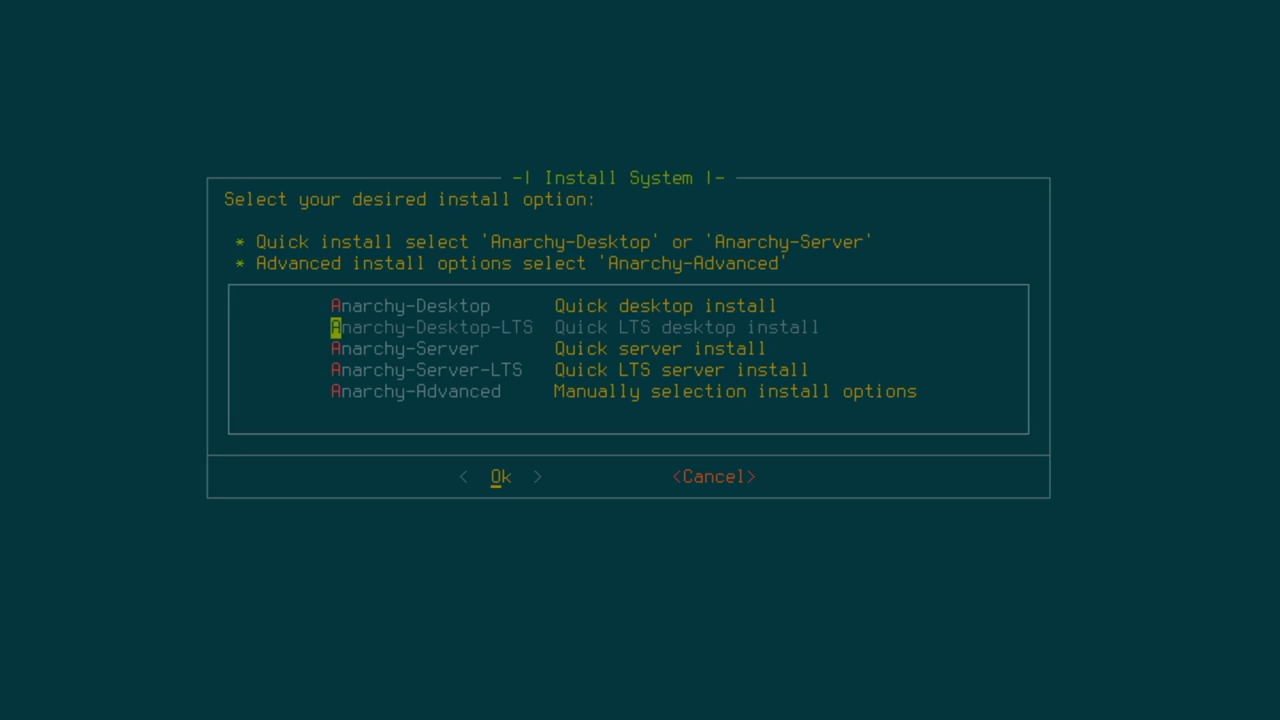 -| Install System |-
Select your desired install option:
* Quick install select 'Anarchy-Desktop' or 'Anarchy-Server'
* Advanced install options select 'Anarchy-Advanced'
Anarchy-Desktop Quick desktop install
Anarchy-Desktop-LTS Quick LTS desktop install
Anarchy-Server Quick server install
Anarchy-Server-LTS Quick LTS server install
Anarchy-Advanced Manually selection install options
< Ok > <Cancel>